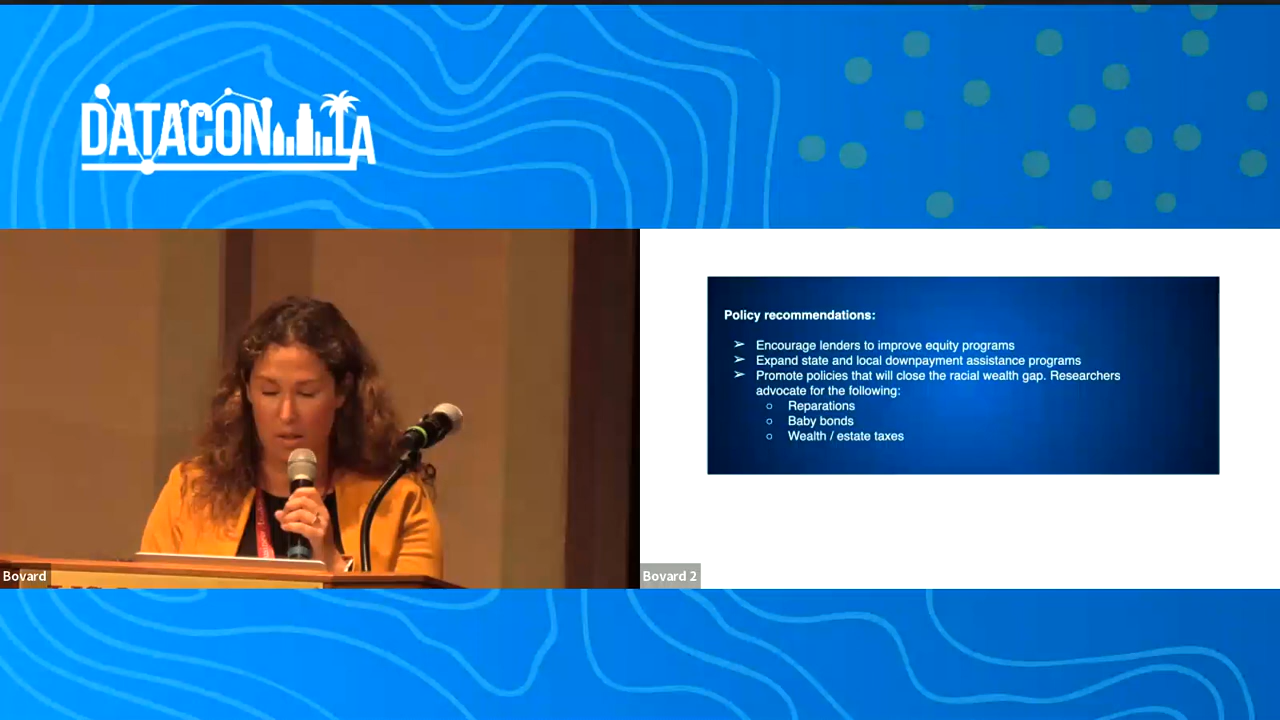 DATACON LA
Policy recommendations:
➢ Encourage lenders to improve equity programs
➢ Expand state and local downpayment assistance programs
➢ Promote policies that will close the racial wealth gap. Researchers
advocate for the following:
○ Reparations
○ Baby bonds
○ Wealth / estate taxes
Bovard
Bovard 2